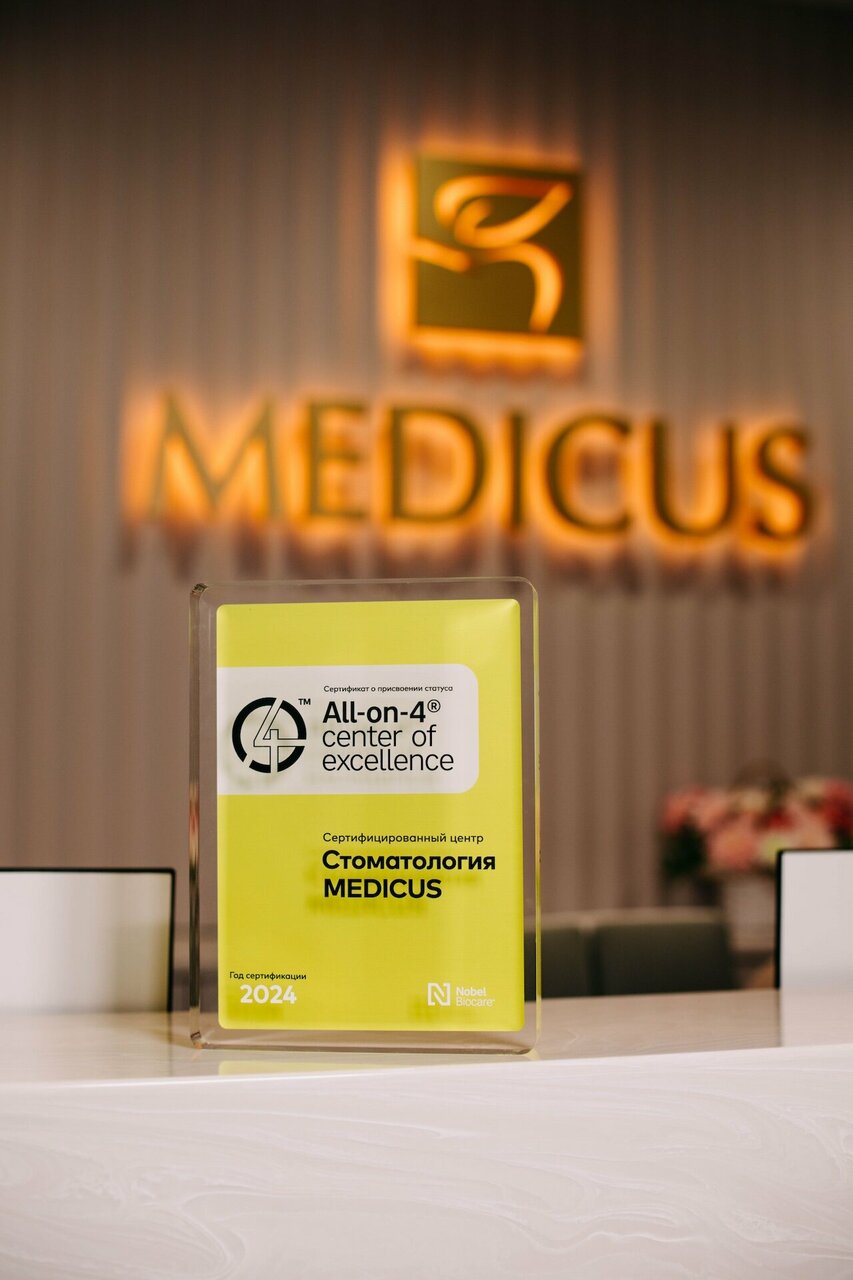 MEDICUS
Сертификат о присвоении статуса
4™
All-on-4®
center of
excellence
Сертифицированный центр
Стоматология
MEDICUS
Год сертификации
2024
N Nobel
Biocare®